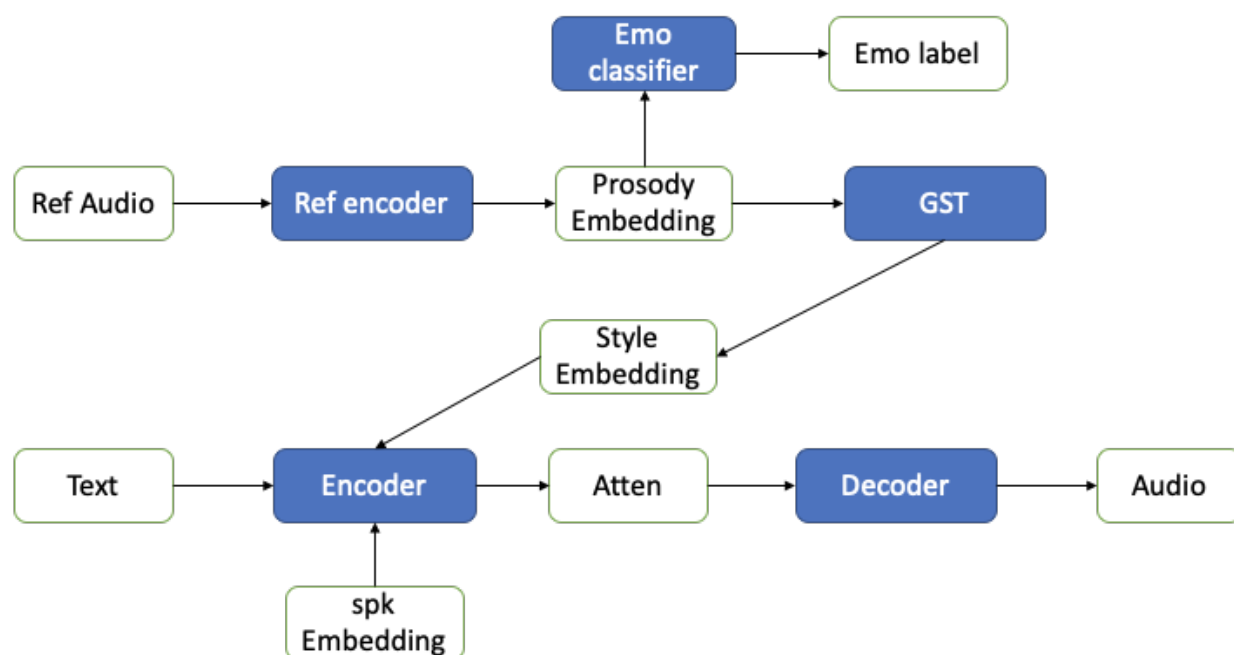 Emo
classifier
Emo label
Ref Audio
Ref encoder
Prosody
Embedding
GST
Style
Embedding
Text
Encoder
Atten
Decoder
Audio
spk
Embedding